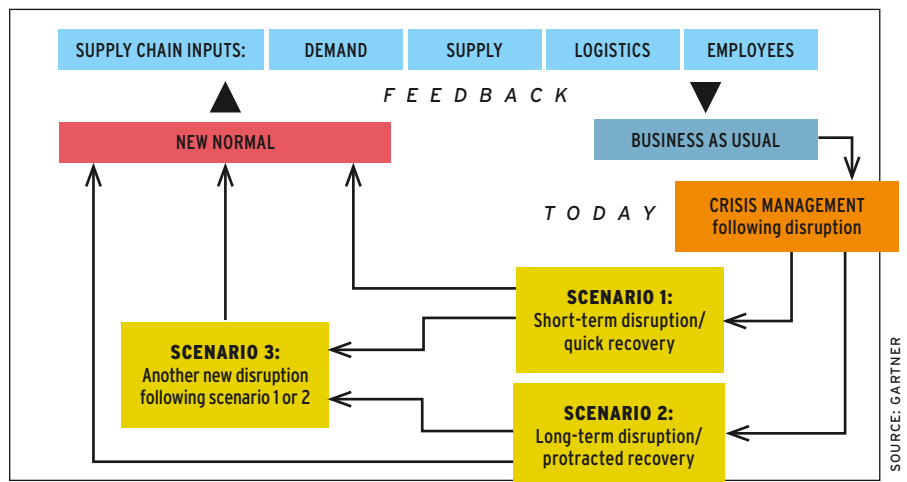 SUPPLY CHAIN INPUTS:
DEMAND
SUPPLY
LOGISTICS
EMPLOYEES
FEEDBACK
NEW NORMAL
BUSINESS AS USUAL
TODAY
CRISIS MANAGEMENT
following disruption
SCENARIO 1:
Short-term disruption/
quick recovery
SCENARIO 3:
Another new disruption
following scenario 1 or 2
SCENARIO 2:
Long-term disruption/
protracted recovery
SOURCE: GARTNER